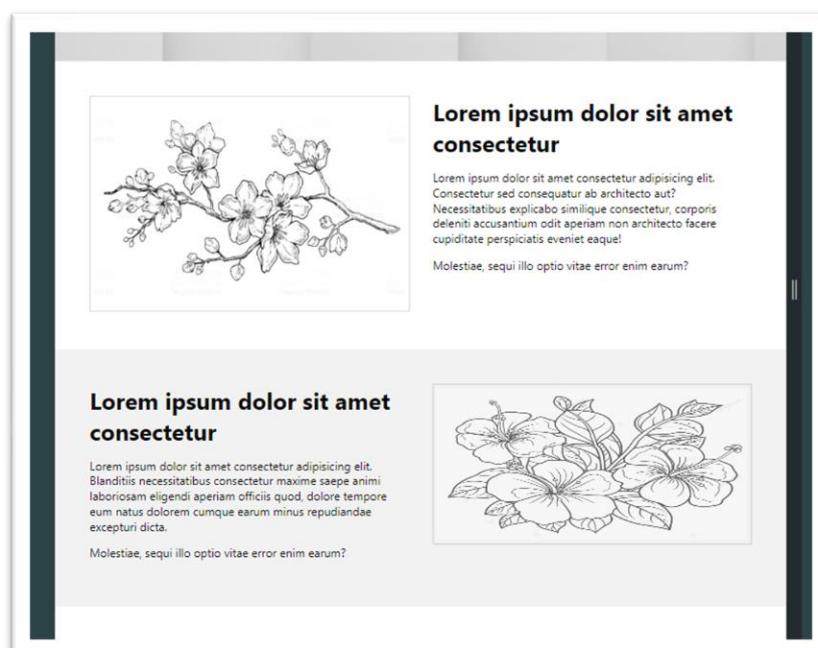 Lorem ipsum dolor sit amet
consectetur
Lorem ipsum dolor sit amet consectetur adipisicing elit.
Consectetur sed consequatur ab architecto aut?
Necessitatibus explicabo similique consectetur, corporis
deleniti accusantium odit aperiam non architecto facere
cupiditate perspiciatis eveniet eaque!
Molestiae, sequi illo optio vitae error enim earum?
Lorem ipsum dolor sit amet
consectetur
Lorem ipsum dolor sit amet consectetur adipisicing elit.
Blanditiis necessitatibus consectetur maxime saepe animi
laboriosam eligendi aperiam officiis quod, dolore tempore
eum natus dolorem cumque earum minus repudiandae
excepturi dicta.
Molestiae, sequi illo optio vitae error enim earum?